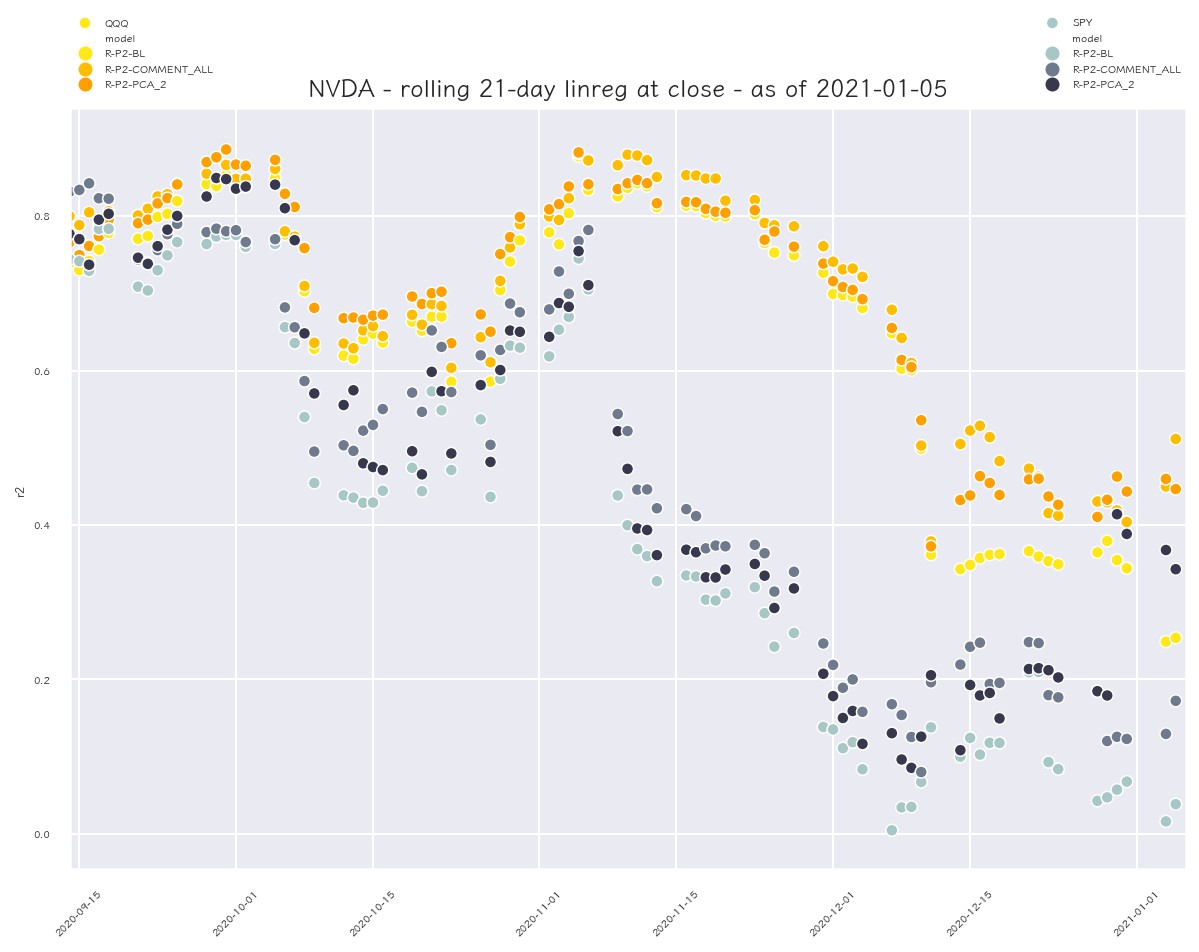 QQQ
model
R-P2-BL
R-P2-COMMENT_ALL
R-P2-PCA_2
SPY
model
R-P2-BL
R-P2-COMMENT_ALL
R-P2-PCA_2
NVDA - rolling 21-day linreg at close - as of 2021-01-05
r2
0.8
0.6
0.4
0.2
0.0
2020-09-15
2020-10-01
2020-10-15
2020-11-01
2020-11-15
2020-12-01
2020-12-15
2021-01-01